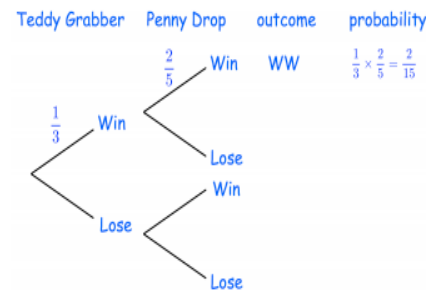 Teddy Grabber Penny Drop outcome probability
2/5 Win WW 1/3 × 2/5 = 2/15
1/3 Win
Lose
Win
Lose
Lose